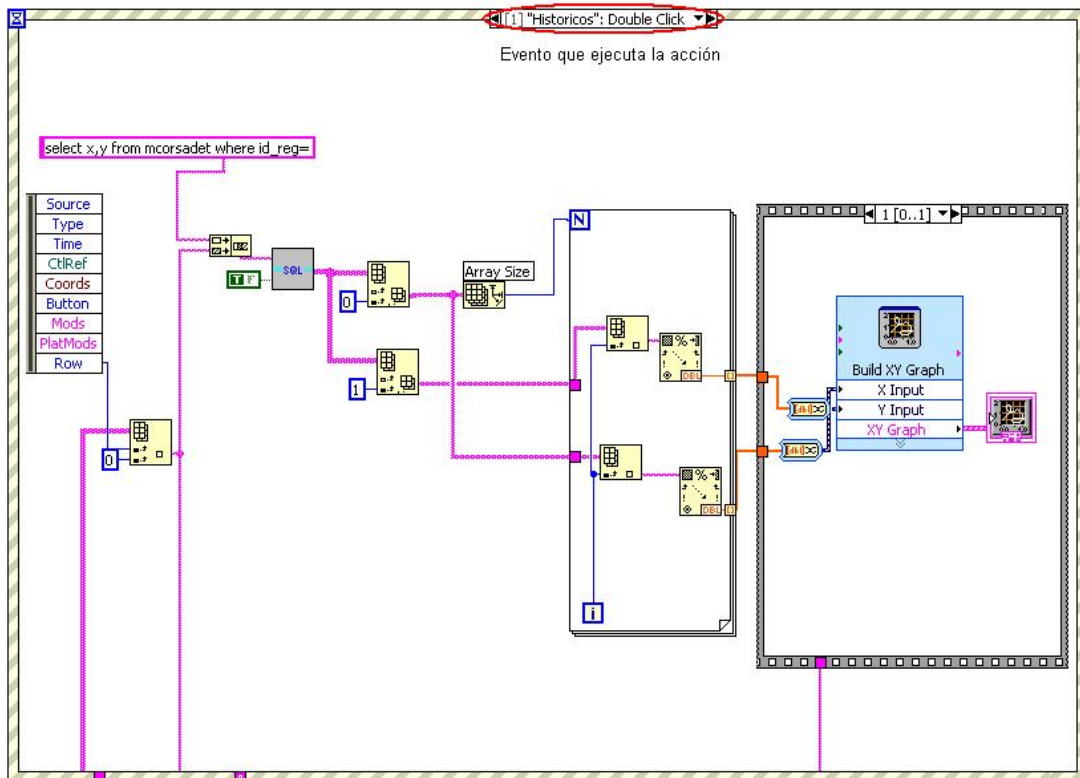 [1] "Historicos": Double Click
Evento que ejecuta la acción
select x,y from mcorsadet where id_reg=
Source
Type
Time
CtlRef
Coords
Button
Mods
PlatMods
Row
0
T
SQL
0
1
Array Size
N
DBL
DBL
i
1 [0..1]
Build XY Graph
X Input
Y Input
XY Graph